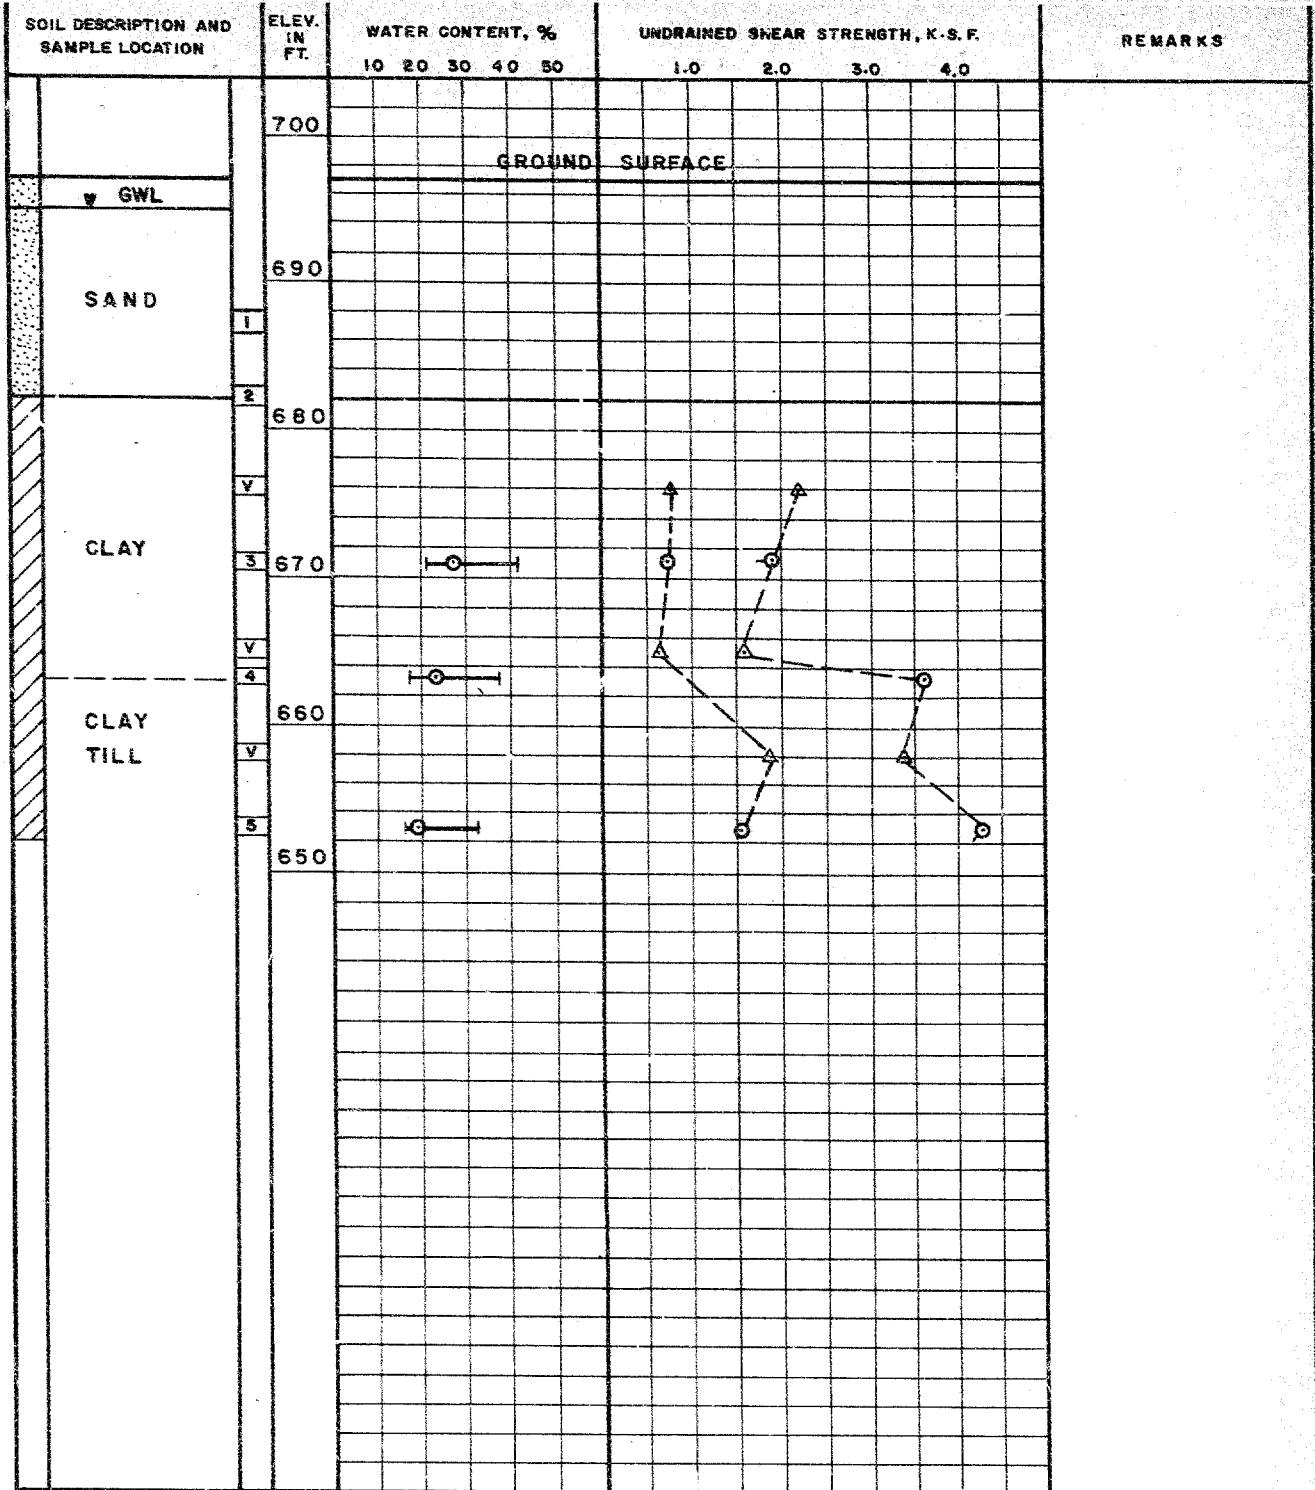 SOIL DESCRIPTION AND
SAMPLE LOCATION
ELEV.
IN
FT.
WATER CONTENT, %
10 20 30 40 50
UNDRAINED SHEAR STRENGTH, K-S.F.
1.0 2.0 3.0 4.0
REMARKS
700
GROUND SURFACE
GWL
690
SAND
1
2
680
V
CLAY
3
670
V
4
CLAY
TILL
660
V
5
650